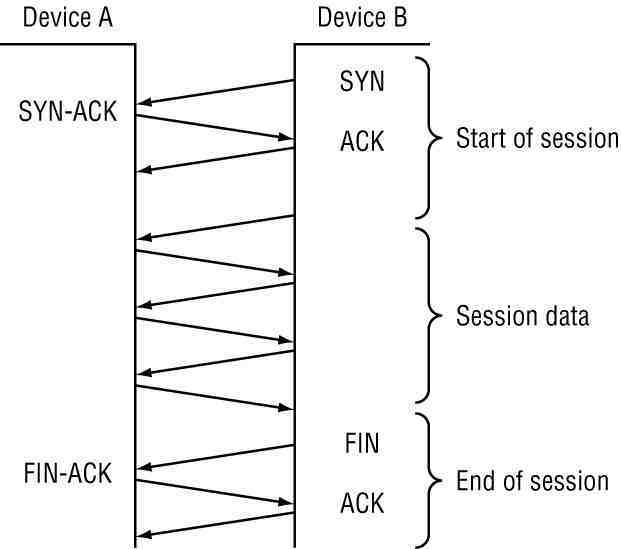 Device A
Device B
SYN
SYN-ACK
ACK
Start of session
Session data
FIN
FIN-ACK
ACK
End of session